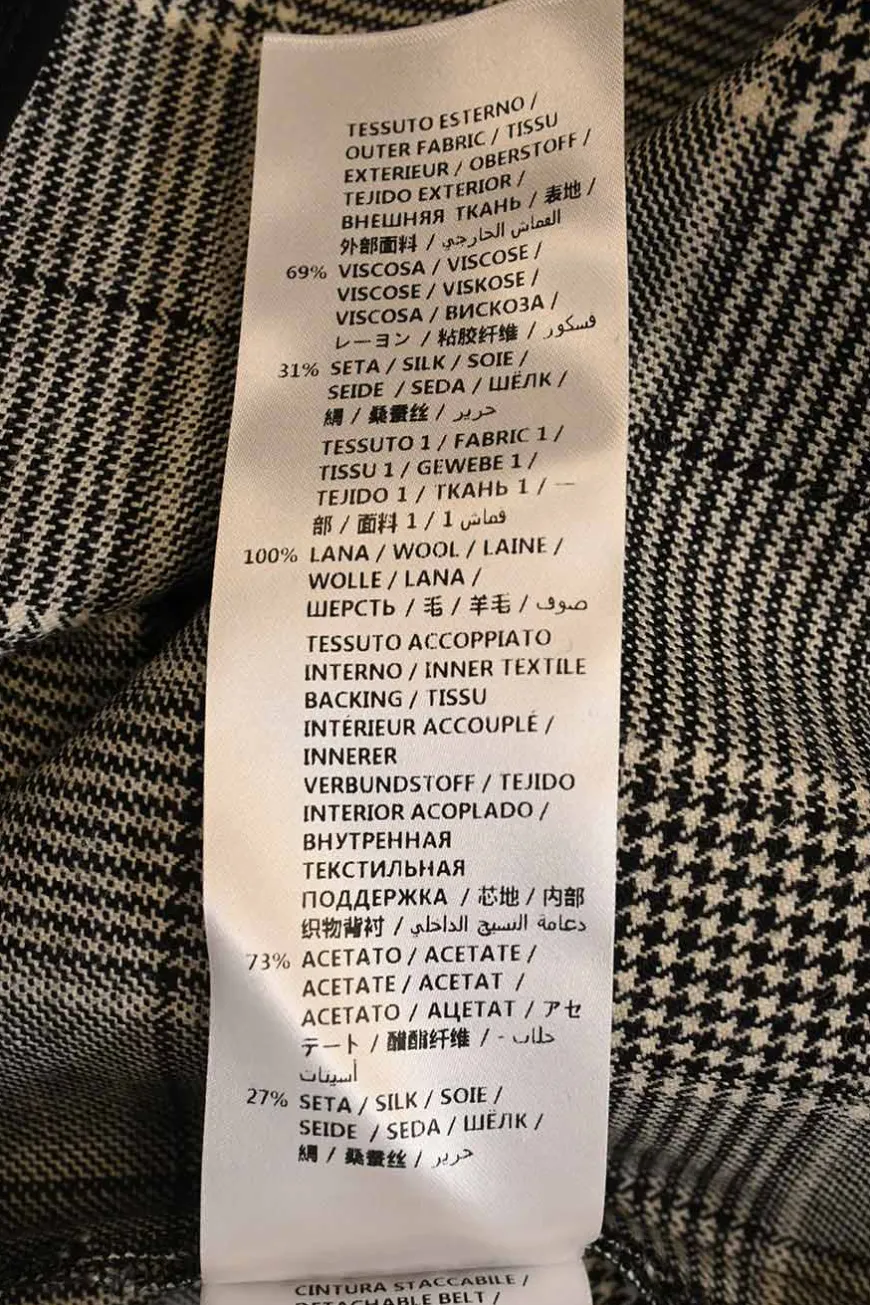 TESSUTO ESTERNO /
OUTER FABRIC / TISSU
EXTERIEUR / OBERSTOFF /
TEJIDO EXTERIOR /
ВНЕШНЯЯ ТКАНЬ / 表地 /
外部面料 / القماش الخارجي
69% VISCOSA / VISCOSE /
VISCOSE / VISKOSE /
VISCOSA / ВИСКОЗА /
レーヨン / 粘胶纤维 / فسكور
31% SETA / SILK / SOIE /
SEIDE / SEDA / ШЁЛК /
絹 / 桑蚕丝 / حرير
TESSUTO 1 / FABRIC 1 /
TISSU 1 / GEWEBE 1 /
TEJIDO 1 / ТКАНЬ 1 / 一
部 / 面料 1 / قماش 1
100% LANA / WOOL / LAINE /
WOLLE / LANA /
ШЕРСТЬ / 毛 / 羊毛 / صوف
TESSUTO ACCOPPIATO
INTERNO / INNER TEXTILE
BACKING / TISSU
INTÉRIEUR ACCOUPLÉ /
INNERER
VERBUNDSTOFF / TEJIDO
INTERIOR ACOPLADO /
ВНУТРЕННАЯ
ТЕКСТИЛЬНАЯ
ПОДДЕРЖКА / 芯地 / 内部
织物背衬 / دعامة النسيج الداخلي
73% ACETATO / ACETATE /
ACETATE / ACETAT /
ACETATO / АЦЕТАТ / アセ
テート / 醋酯纤维 / - خلات
أسيتات
27% SETA / SILK / SOIE /
SEIDE / SEDA / ШЁЛК /
絹 / 桑蚕丝 / حرير
CINTURA STACCABILE /
DETACHABLE BELT /